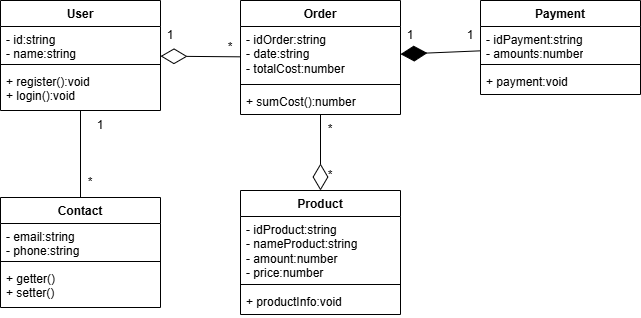 User
- id:string
- name:string
+ register():void
+ login():void
1
*
Order
- idOrder:string
- date:string
- totalCost:number
+ sumCost():number
1
1
Payment
- idPayment:string
- amounts:number
+ payment:void
1
*
*
*
Contact
- email:string
- phone:string
+ getter()
+ setter()
Product
- idProduct:string
- nameProduct:string
- amount:number
- price:number
+ productInfo:void